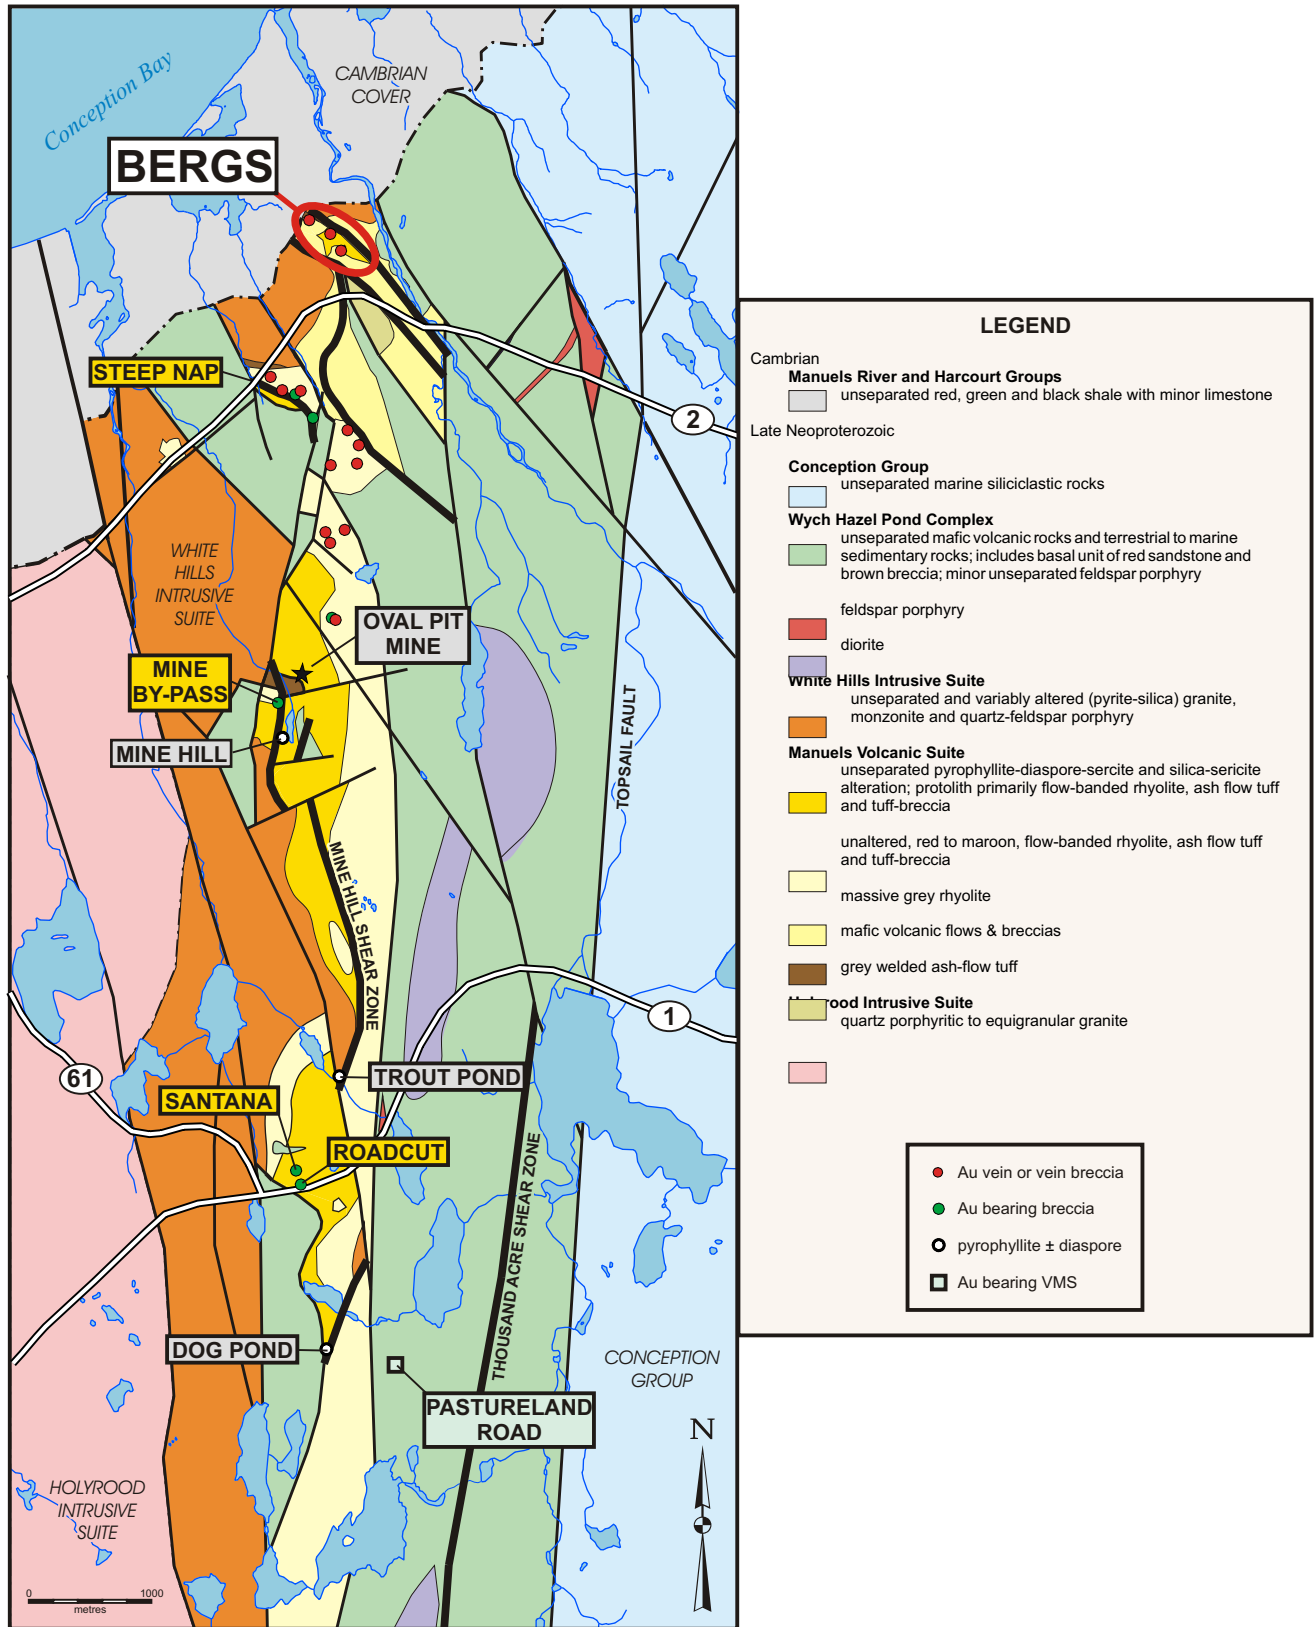 Conception Bay
CAMBRIAN
COVER
BERGS
STEEP NAP
2
WHITE
HILLS
INTRUSIVE
SUITE
OVAL PIT
MINE
MINE
BY-PASS
MINE HILL
TOPSAIL FAULT
MINE HILL SHEAR ZONE
1
61
TROUT POND
SANTANA
ROADCUT
THOUSAND ACRE SHEAR ZONE
DOG POND
CONCEPTION
GROUP
PASTURELAND
ROAD
N
HOLYROOD
INTRUSIVE
SUITE
0 1000
metres
LEGEND
Cambrian
Manuels River and Harcourt Groups
unseparated red, green and black shale with minor limestone
Late Neoproterozoic
Conception Group
unseparated marine siliciclastic rocks
Wych Hazel Pond Complex
unseparated mafic volcanic rocks and terrestrial to marine
sedimentary rocks; includes basal unit of red sandstone and
brown breccia; minor unseparated feldspar porphyry
feldspar porphyry
diorite
White Hills Intrusive Suite
unseparated and variably altered (pyrite-silica) granite,
monzonite and quartz-feldspar porphyry
Manuels Volcanic Suite
unseparated pyrophyllite-diaspore-sercite and silica-sericite
alteration; protolith primarily flow-banded rhyolite, ash flow tuff
and tuff-breccia
unaltered, red to maroon, flow-banded rhyolite, ash flow tuff
and tuff-breccia
massive grey rhyolite
mafic volcanic flows & breccias
grey welded ash-flow tuff
Intrusive Suite
quartz porphyritic to equigranular granite
Au vein or vein breccia
Au bearing breccia
pyrophyllite ± diaspore
Au bearing VMS